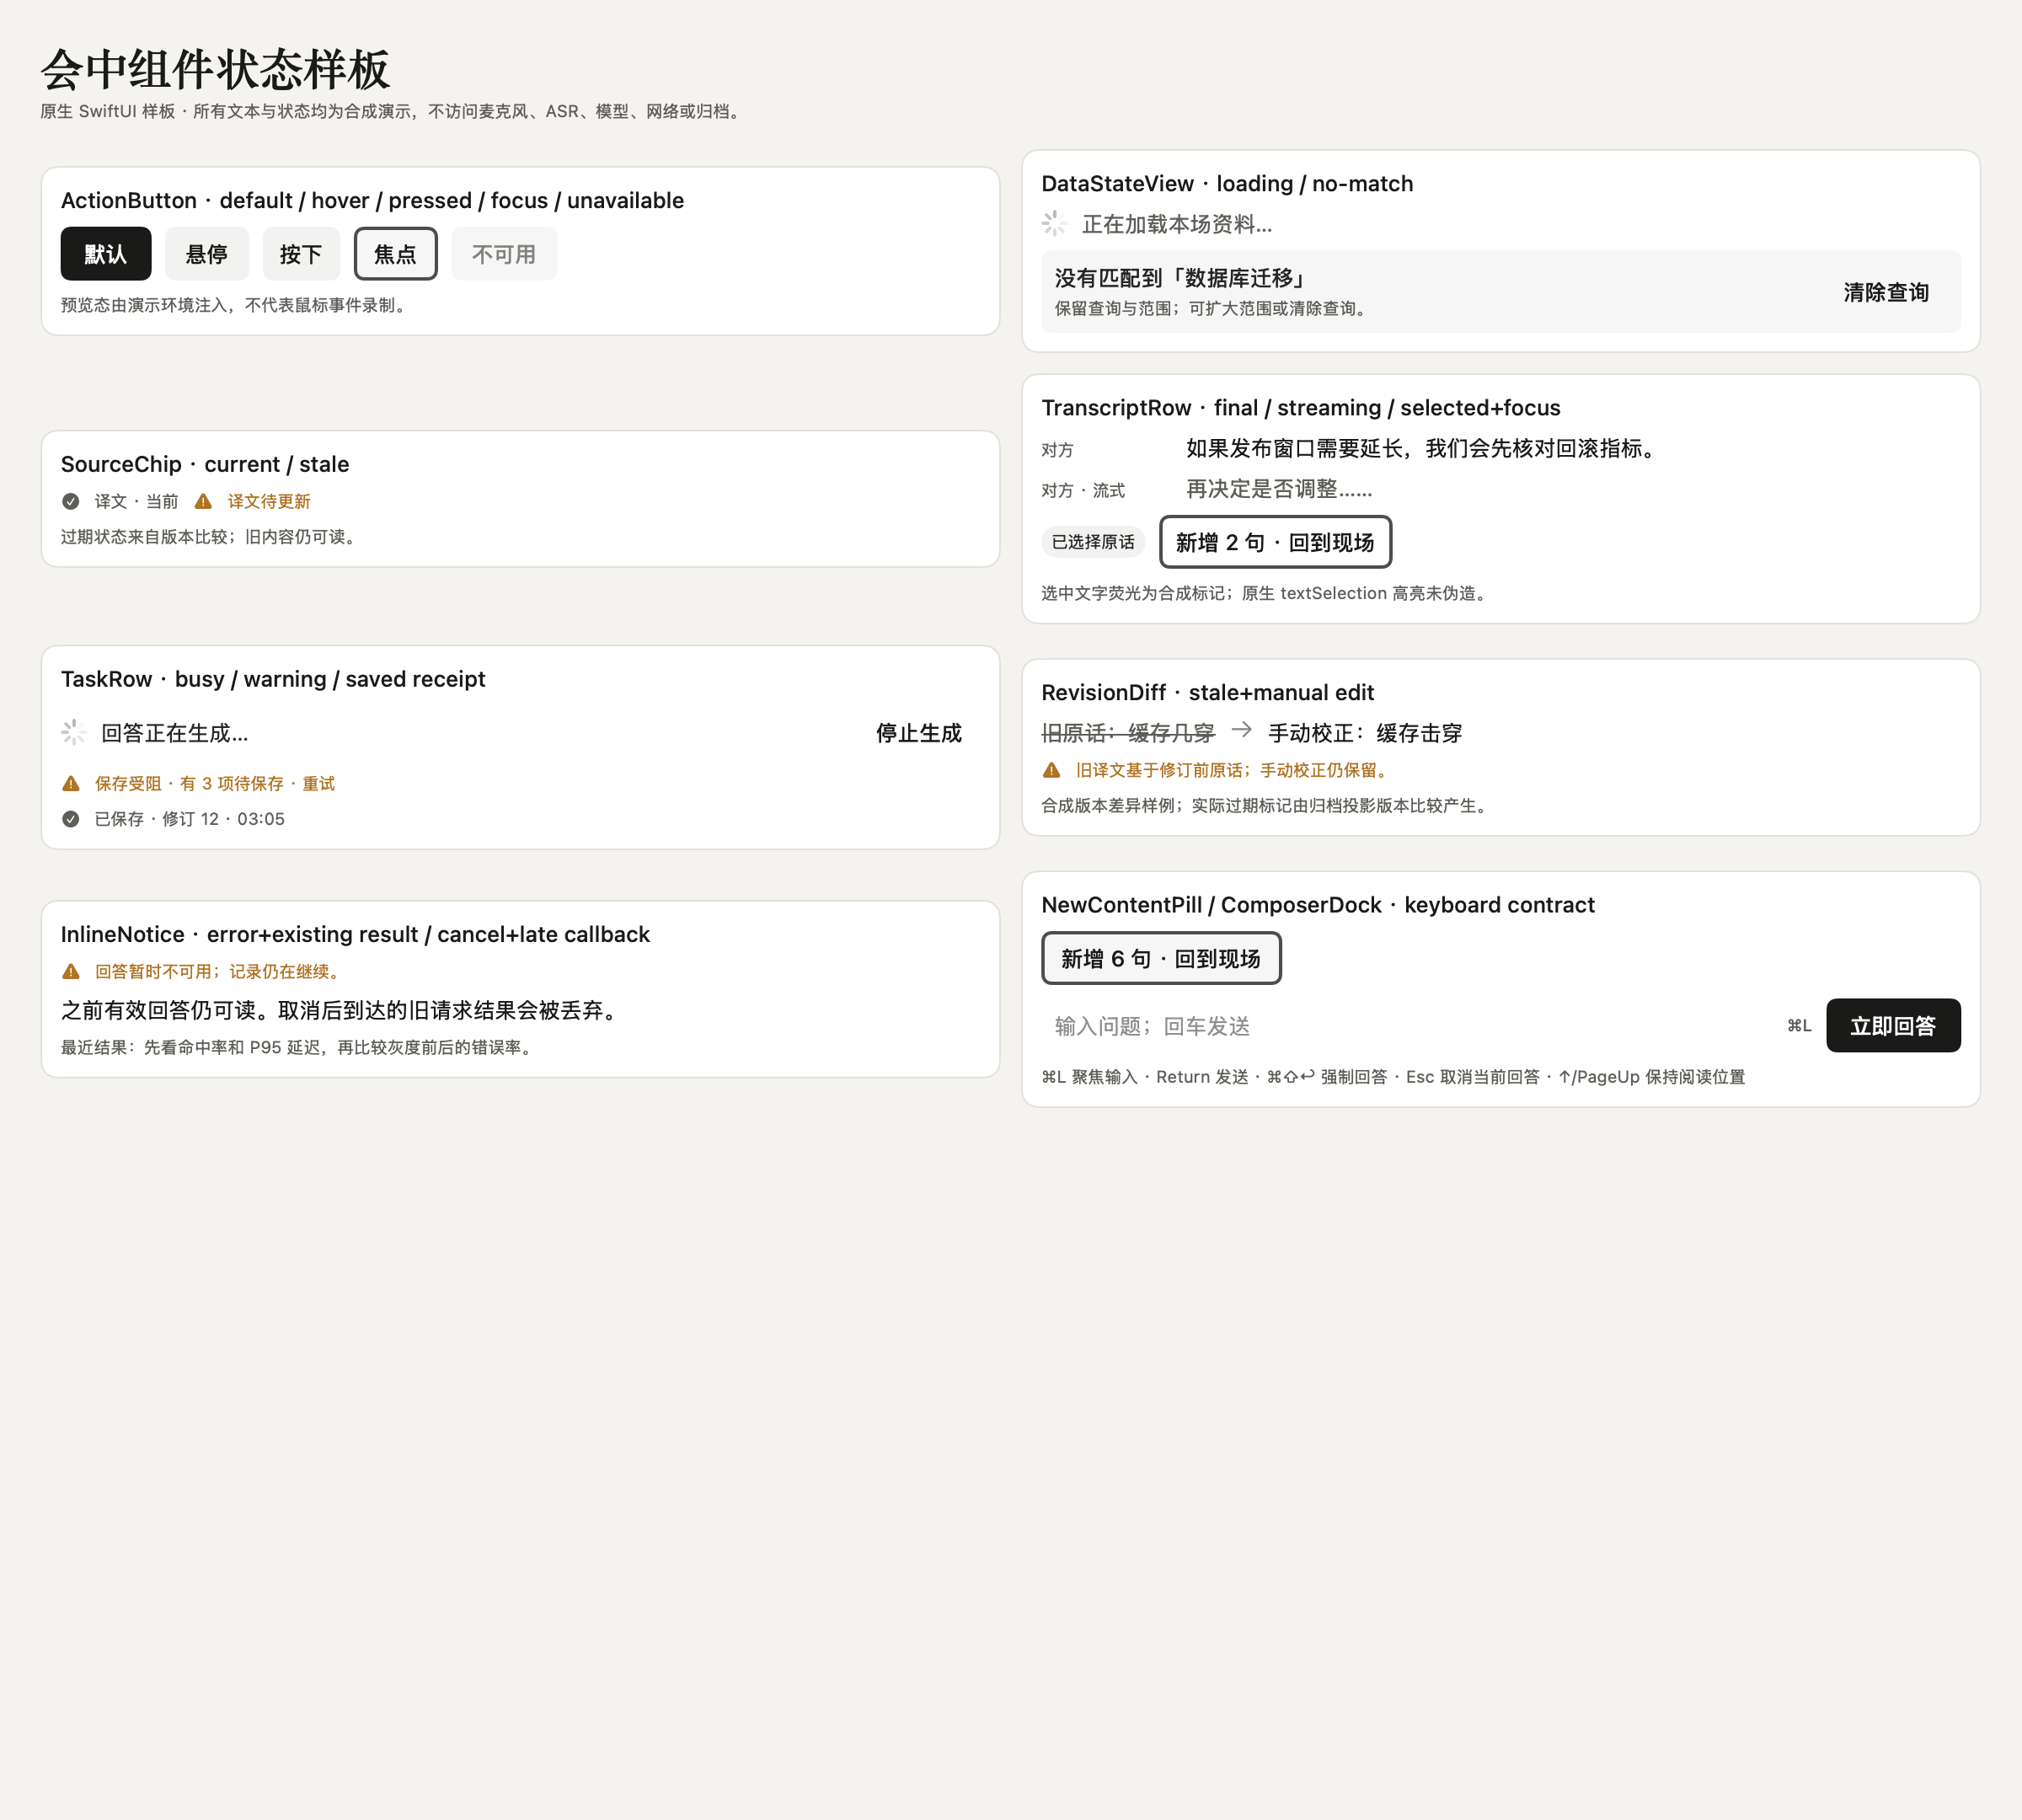 会中组件状态样板
原生 SwiftUI 样板 · 所有文本与状态均为合成演示，不访问麦克风、ASR、模型、网络或归档。
ActionButton · default / hover / pressed / focus / unavailable
默认 悬停 按下 焦点 不可用
预览态由演示环境注入，不代表鼠标事件录制。
DataStateView · loading / no-match
正在加载本场资料...
没有匹配到「数据库迁移」
保留查询与范围；可扩大范围或清除查询。
清除查询
SourceChip · current / stale
译文 · 当前 译文待更新
过期状态来自版本比较；旧内容仍可读。
TranscriptRow · final / streaming / selected+focus
对方 如果发布窗口需要延长，我们会先核对回滚指标。
对方 · 流式 再决定是否调整……
已选择原话 新增 2 句 · 回到现场
选中文字荧光为合成标记；原生 textSelection 高亮未伪造。
TaskRow · busy / warning / saved receipt
回答正在生成... 停止生成
保存受阻 · 有 3 项待保存 · 重试
已保存 · 修订 12 · 03:05
RevisionDiff · stale+manual edit
旧原话：缓存几穿 → 手动校正：缓存击穿
旧译文基于修订前原话；手动校正仍保留。
合成版本差异样例；实际过期标记由归档投影版本比较产生。
InlineNotice · error+existing result / cancel+late callback
回答暂时不可用；记录仍在继续。
之前有效回答仍可读。取消后到达的旧请求结果会被丢弃。
最近结果：先看命中率和 P95 延迟，再比较灰度前后的错误率。
NewContentPill / ComposerDock · keyboard contract
新增 6 句 · 回到现场
输入问题；回车发送 ⌘L 立即回答
⌘L 聚焦输入 · Return 发送 · ⌘⇧↩ 强制回答 · Esc 取消当前回答 · ↑/PageUp 保持阅读位置